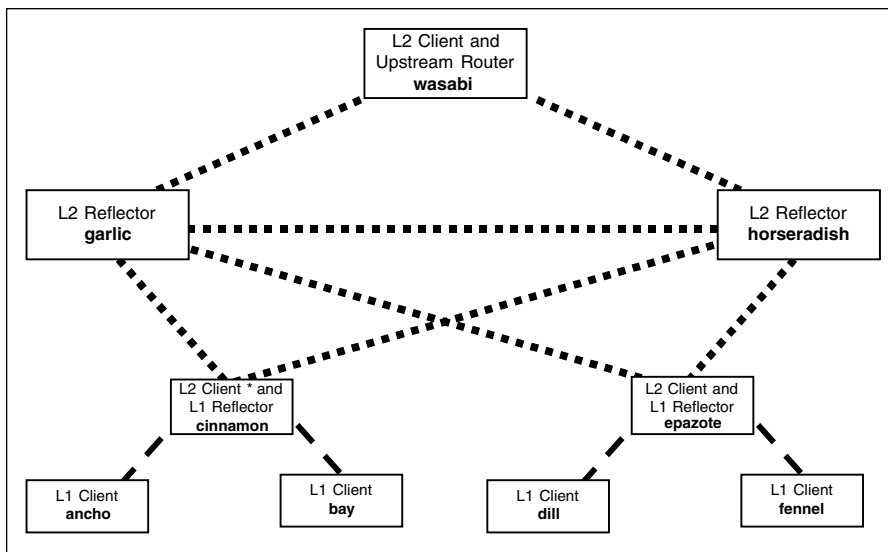 L2 Client and
Upstream Router
wasabi
L2 Reflector
garlic
L2 Reflector
horseradish
L2 Client * and
L1 Reflector
cinnamon
L2 Client and
L1 Reflector
epazote
L1 Client
ancho
L1 Client
bay
L1 Client
dill
L1 Client
fennel